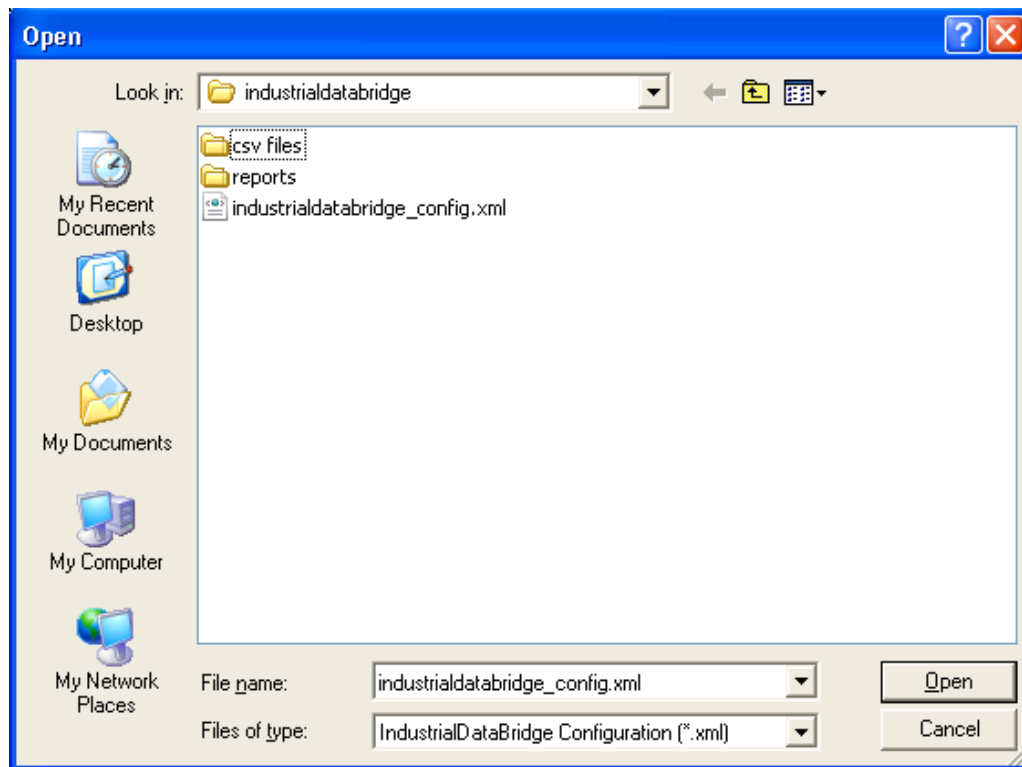 Open
Look in:
industrialdatabridge
csv files
reports
industrialdatabridge_config.xml
My Recent
Documents
Desktop
My Documents
My Computer
My Network
Places
File name:
industrialdatabridge_config.xml
Open
Files of type:
IndustrialDataBridge Configuration (*.xml)
Cancel